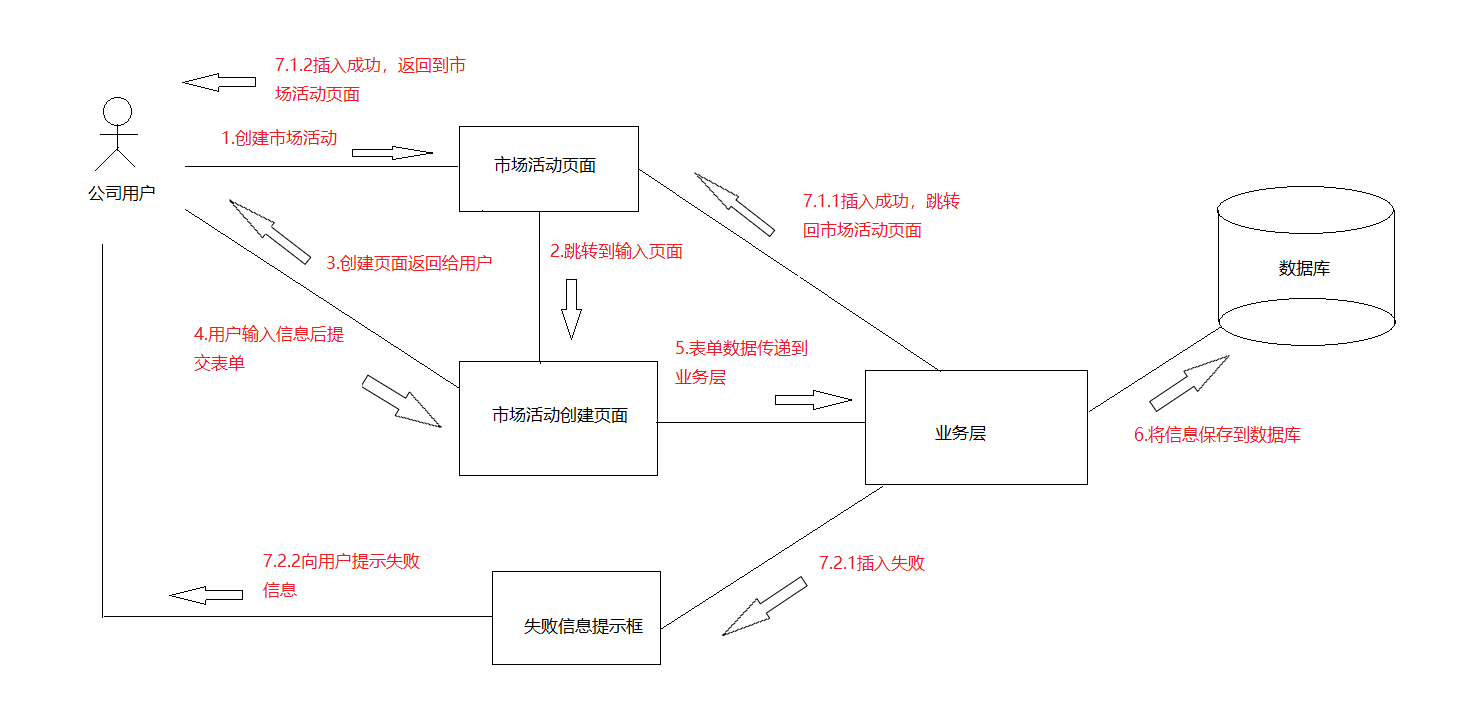 7.1.2插入成功，返回到市
场活动页面
1.创建市场活动
市场活动页面
公司用户
7.1.1插入成功，跳转
回市场活动页面
2.跳转到输入页面
3.创建页面返回给用户
数据库
4.用户输入信息后提
交表单
5.表单数据传递到
业务层
市场活动创建页面
业务层
6.将信息保存到数据库
7.2.2向用户提示失败
信息
7.2.1插入失败
失败信息提示框